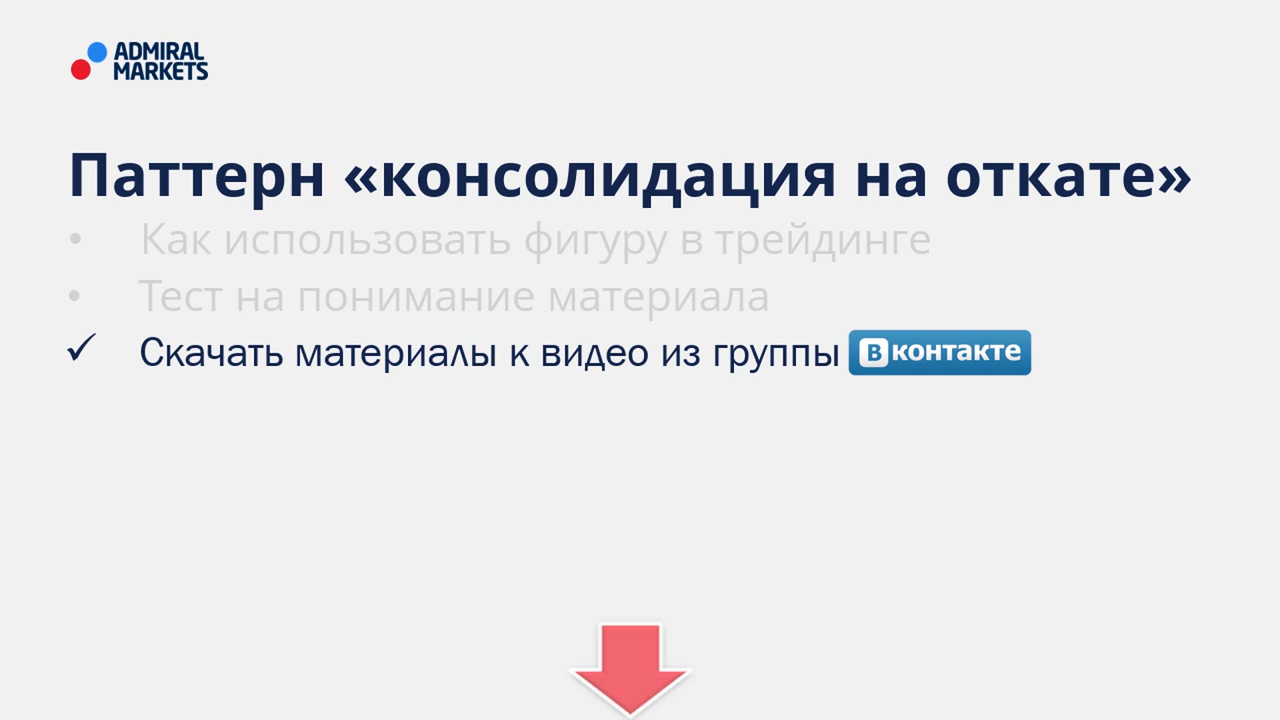 ADMIRAL
MARKETS
Паттерн «консолидация на откате»
• Как использовать фигуру в трейдинге
• Тест на понимание материала
✓ Скачать материалы к видео из группы В контакте